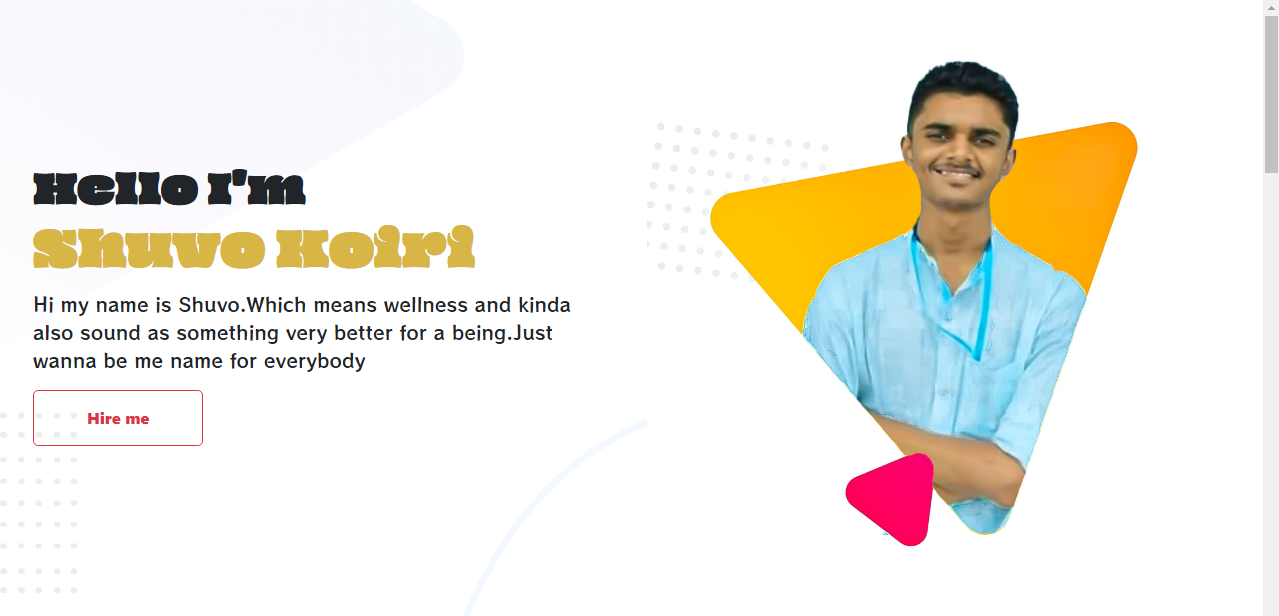 Hello I'm
Shuvo Koiri
Hi my name is Shuvo.Which means wellness and kinda
also sound as something very better for a being.Just
wanna be me name for everybody
Hire me